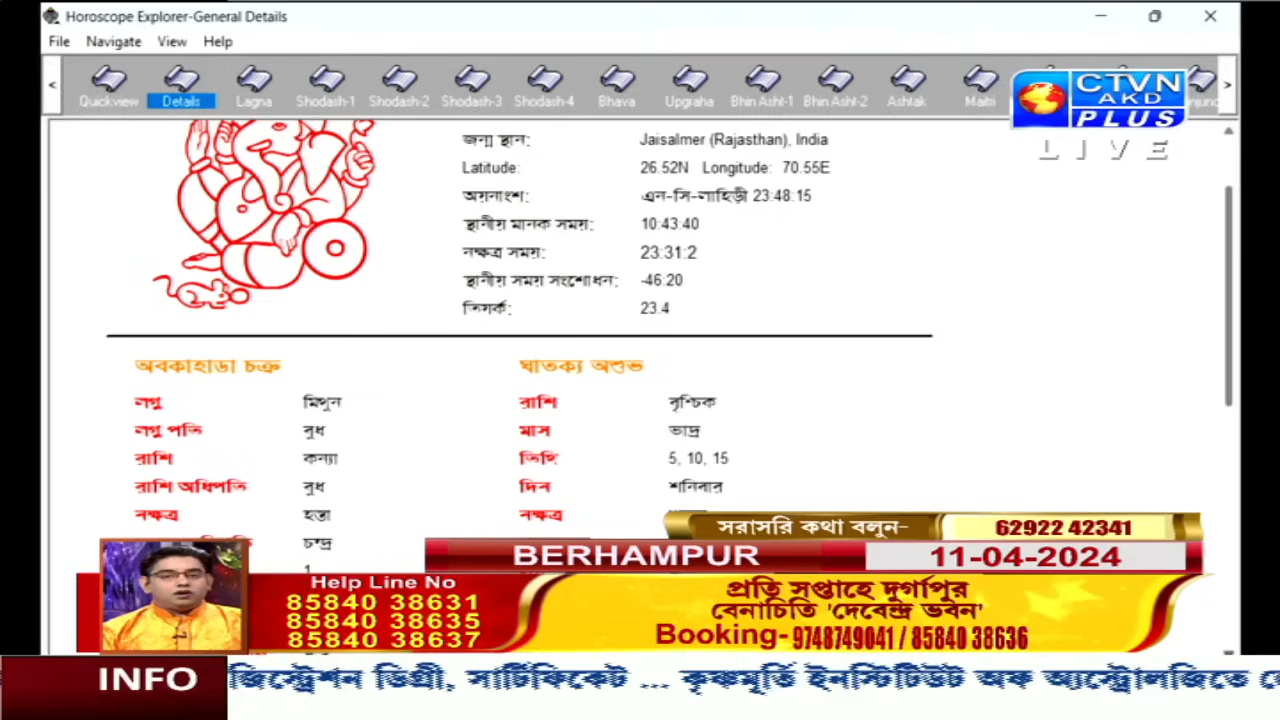 Horoscope Explorer-General Details
File Navigate View Help
Quickview Details Lagna Shodash-1 Shodash-2 Shodash-3 Shodash-4 Bhava Upgraha Bhin Asht-1 Bhin Asht-2 Ashtak Maitri
CTVN
AKD
PLUS
LIVE
জন্ম স্থান: Jaisalmer (Rajasthan), India
Latitude: 26.52N Longitude: 70.55E
অয়নাংশ: এন-সি-লাহিড়ী 23:48:15
স্থানীয় মানক সময়: 10:43:40
নক্ষত্র সময়: 23:31:2
স্থানীয় সময় সংশোধন: -46:20
23.4
অবকাহাডা চক্র ঘাতক্য অশুভ
লগ্ন মিথুন রাশি বৃশ্চিক
লগ্ন পতি বুধ মাস ভাদ্র
রাশি কন্যা তিথি 5, 10, 15
রাশি অধিপতি বুধ দিন শনিবার
নক্ষত্র হস্তা নক্ষত্র
চন্দ্র
1
সরাসরি কথা বলুন- 62922 42341
BERHAMPUR 11-04-2024
Help Line No
85840 38631
85840 38635
85840 38637
প্রতি সপ্তাহে দুর্গাপুর
বেনাচিতি 'দেবেন্দ্র ভবন'
Booking- 9748749041 / 85840 38636
INFO জিস্ট্রেশন ডিগ্রী, সার্টিফিকেট ... কৃষ্ণমূর্তি ইনস্টিটিউট অফ অ্যাস্ট্রোলজিতে